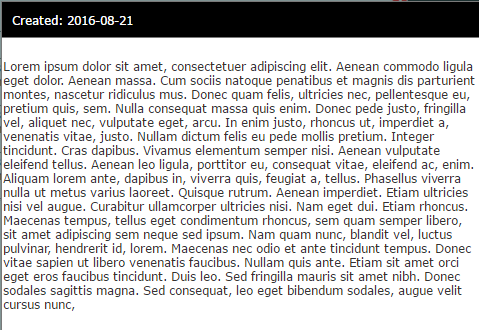 Created: 2016-08-21
Lorem ipsum dolor sit amet, consectetuer adipiscing elit. Aenean commodo ligula
eget dolor. Aenean massa. Cum sociis natoque penatibus et magnis dis parturient
montes, nascetur ridiculus mus. Donec quam felis, ultricies nec, pellentesque eu,
pretium quis, sem. Nulla consequat massa quis enim. Donec pede justo, fringilla
vel, aliquet nec, vulputate eget, arcu. In enim justo, rhoncus ut, imperdiet a,
venenatis vitae, justo. Nullam dictum felis eu pede mollis pretium. Integer
tincidunt. Cras dapibus. Vivamus elementum semper nisi. Aenean vulputate
eleifend tellus. Aenean leo ligula, porttitor eu, consequat vitae, eleifend ac, enim.
Aliquam lorem ante, dapibus in, viverra quis, feugiat a, tellus. Phasellus viverra
nulla ut metus varius laoreet. Quisque rutrum. Aenean imperdiet. Etiam ultricies
nisi vel augue. Curabitur ullamcorper ultricies nisi. Nam eget dui. Etiam rhoncus.
Maecenas tempus, tellus eget condimentum rhoncus, sem quam semper libero,
sit amet adipiscing sem neque sed ipsum. Nam quam nunc, blandit vel, luctus
pulvinar, hendrerit id, lorem. Maecenas nec odio et ante tincidunt tempus. Donec
vitae sapien ut libero venenatis faucibus. Nullam quis ante. Etiam sit amet orci
eget eros faucibus tincidunt. Duis leo. Sed fringilla mauris sit amet nibh. Donec
sodales sagittis magna. Sed consequat, leo eget bibendum sodales, augue velit
cursus nunc,